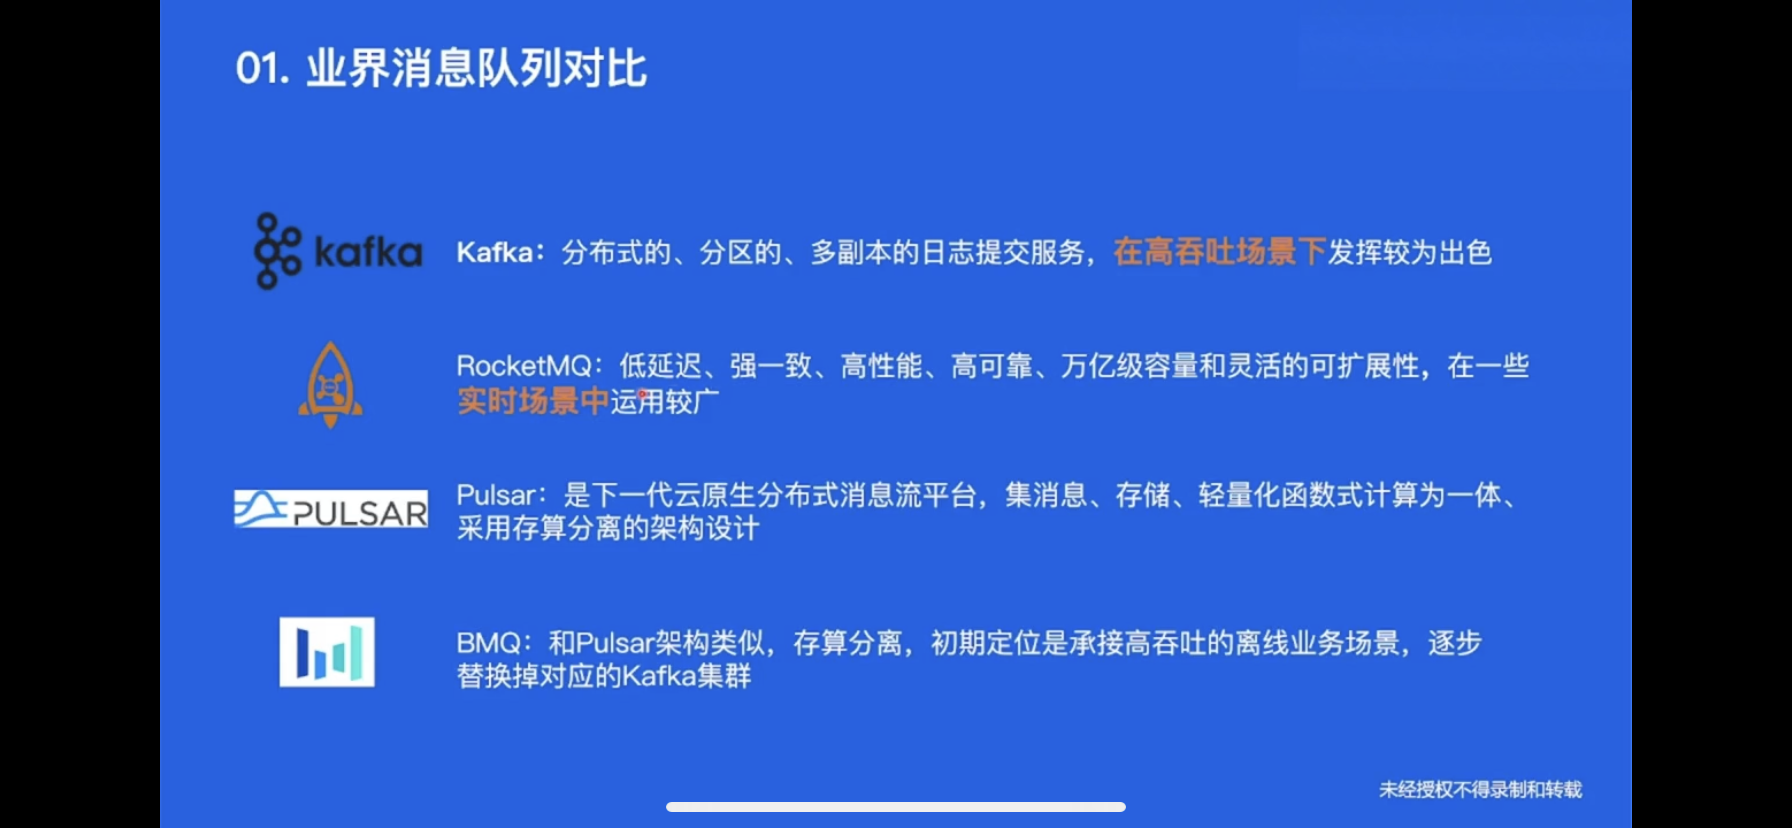 01. 业界消息队列对比
kafka
Kafka：分布式的、分区的、多副本的日志提交服务，在高吞吐场景下发挥较为出色
RocketMQ：低延迟、强一致、高性能、高可靠、万亿级容量和灵活的可扩展性，在一些
实时场景中运用较广
PULSAR
Pulsar：是下一代云原生分布式消息流平台，集消息、存储、轻量化函数式计算为一体、
采用存算分离的架构设计
BMQ：和Pulsar架构类似，存算分离，初期定位是承接高吞吐的离线业务场景，逐步
替换掉对应的Kafka集群
未经授权不得录制和转载